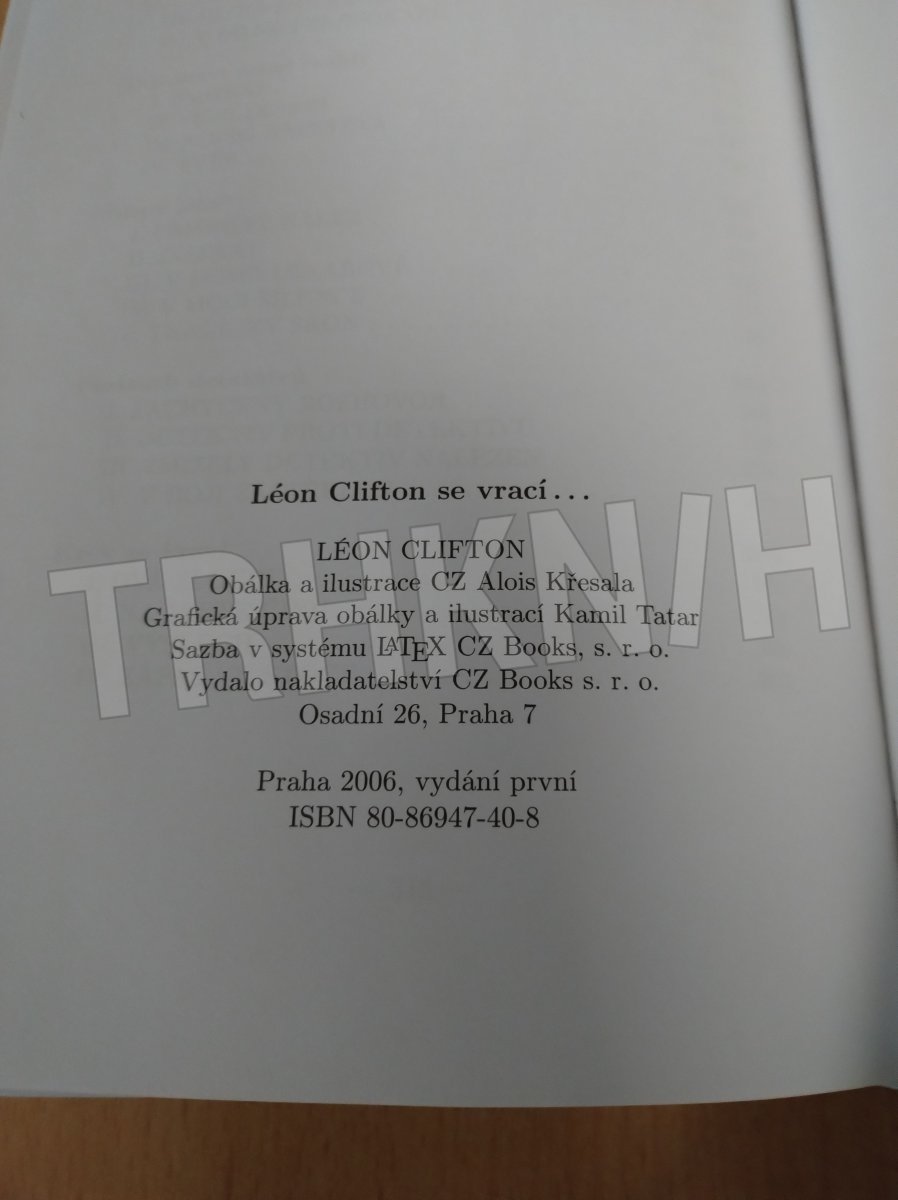 Léon Clifton se vrací...
LÉON CLIFTON
Obálka a ilustrace CZ Alois Křesala
Grafická úprava obálky a ilustrací Kamil Tatar
Sazba v systému LATEX CZ Books, s. r. o.
Vydalo nakladatelství CZ Books s. r. o.
Osadní 26, Praha 7
Praha 2006, vydání první
ISBN 80-86947-40-8
TRHKNIH